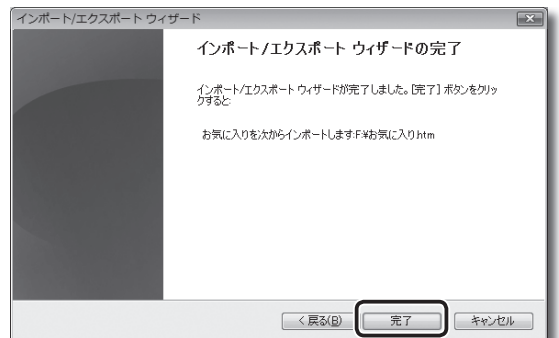 インポート/エクスポート ウィザード
インポート/エクスポート ウィザードの完了
インポート/エクスポート ウィザードが完了しました。[完了] ボタンをクリッ
クすると:
お気に入りを次からインポートします:F:¥お気に入り.htm
< 戻る(B)
完了
キャンセル